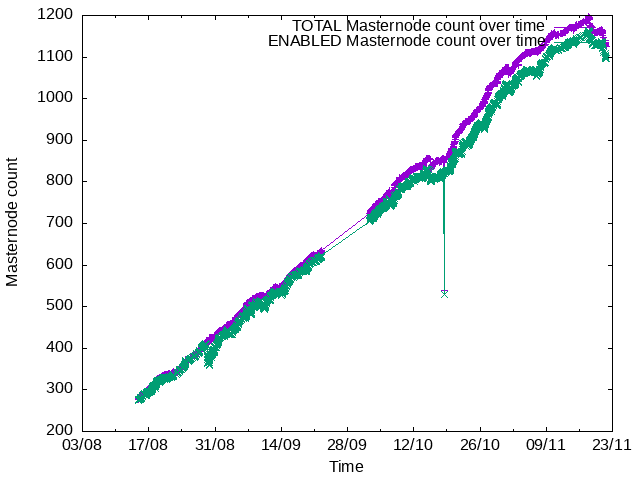 1200
TOTAL Masternode count over time
ENABLED Masternode count over time
1100
1000
900
800
Masternode count
700
600
500
400
300
200
03/08 17/08 31/08 14/09 28/09 12/10 26/10 09/11 23/11
Time